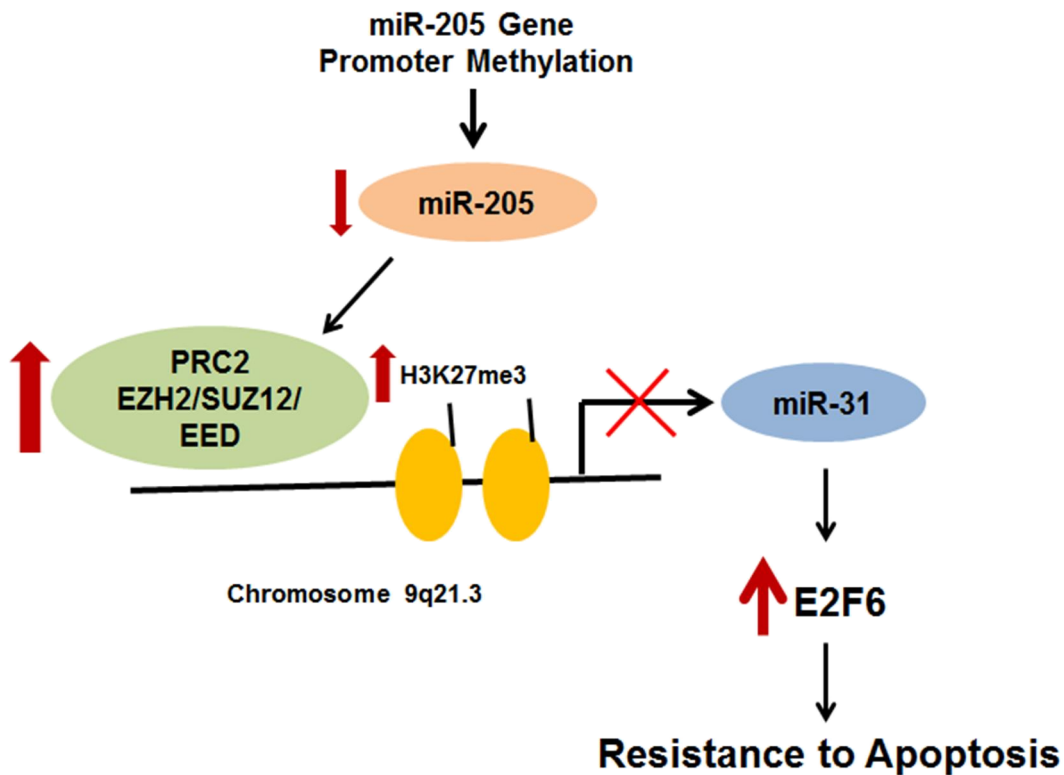 miR-205 Gene
Promoter Methylation
miR-205
PRC2
EZH2/SUZ12/
EED
H3K27me3
miR-31
Chromosome 9q21.3
E2F6
Resistance to Apoptosis